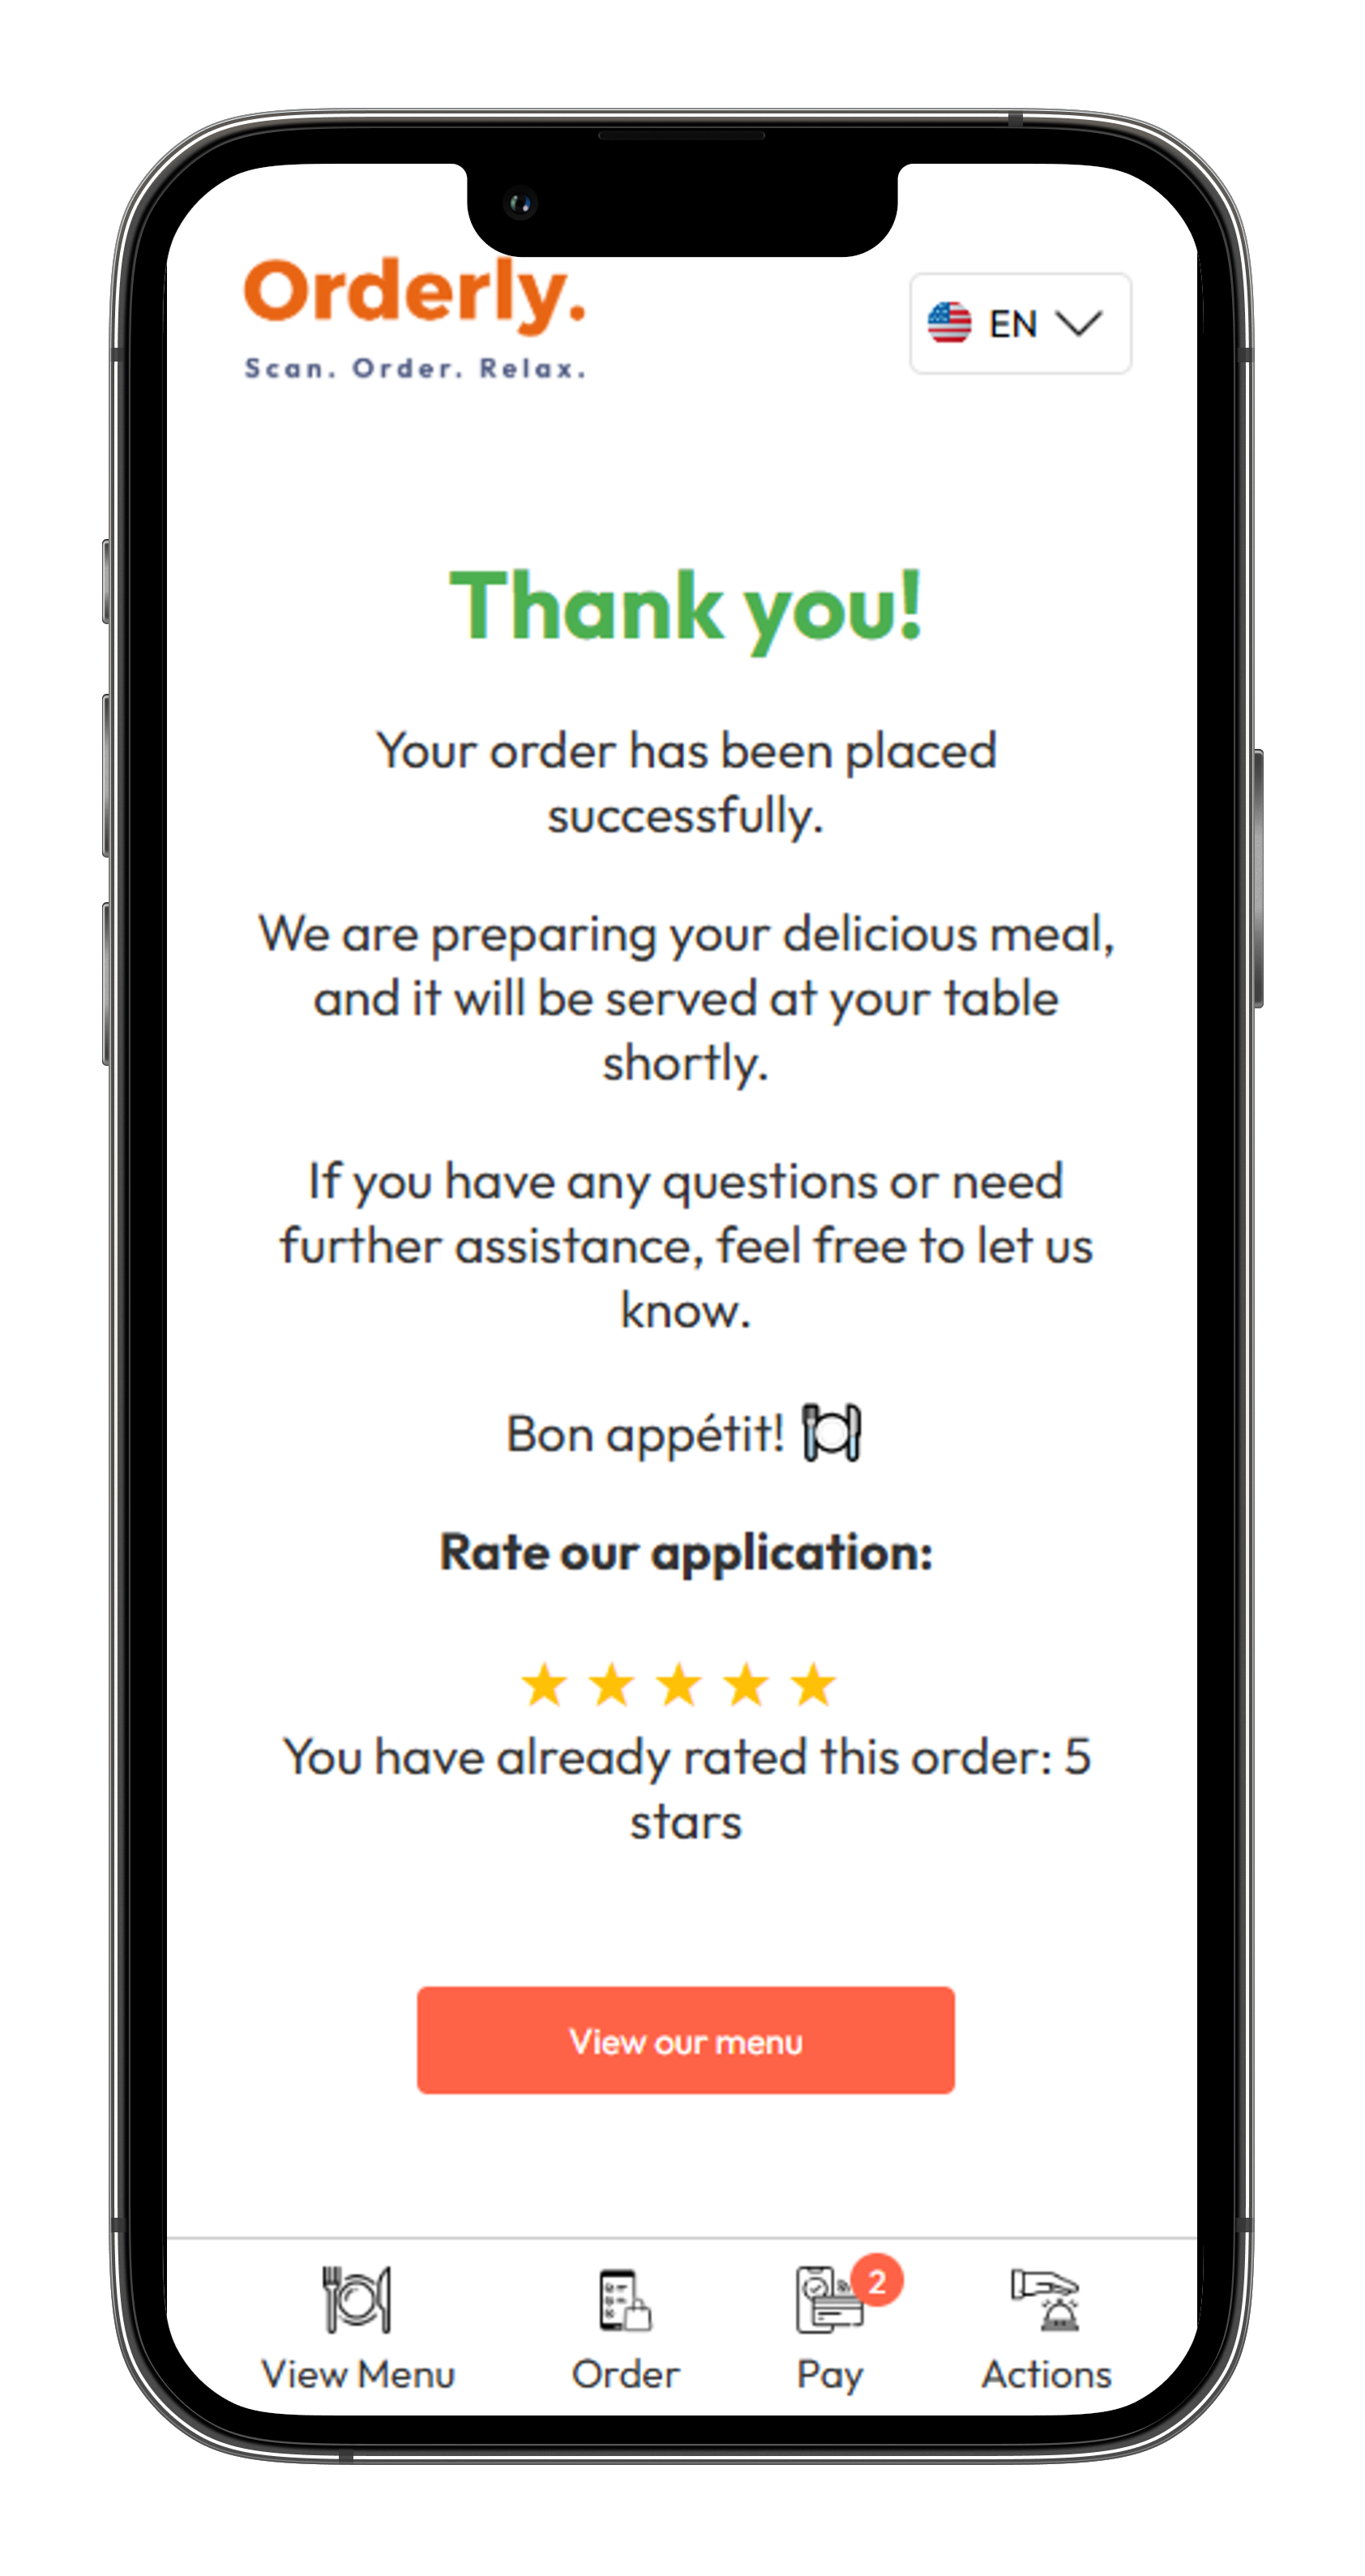 Orderly.
Scan. Order. Relax.
EN
Thank you!
Your order has been placed
successfully.
We are preparing your delicious meal,
and it will be served at your table
shortly.
If you have any questions or need
further assistance, feel free to let us
know.
Bon appétit!
Rate our application:
You have already rated this order: 5
stars
View our menu
2
View Menu
Order
Pay
Actions